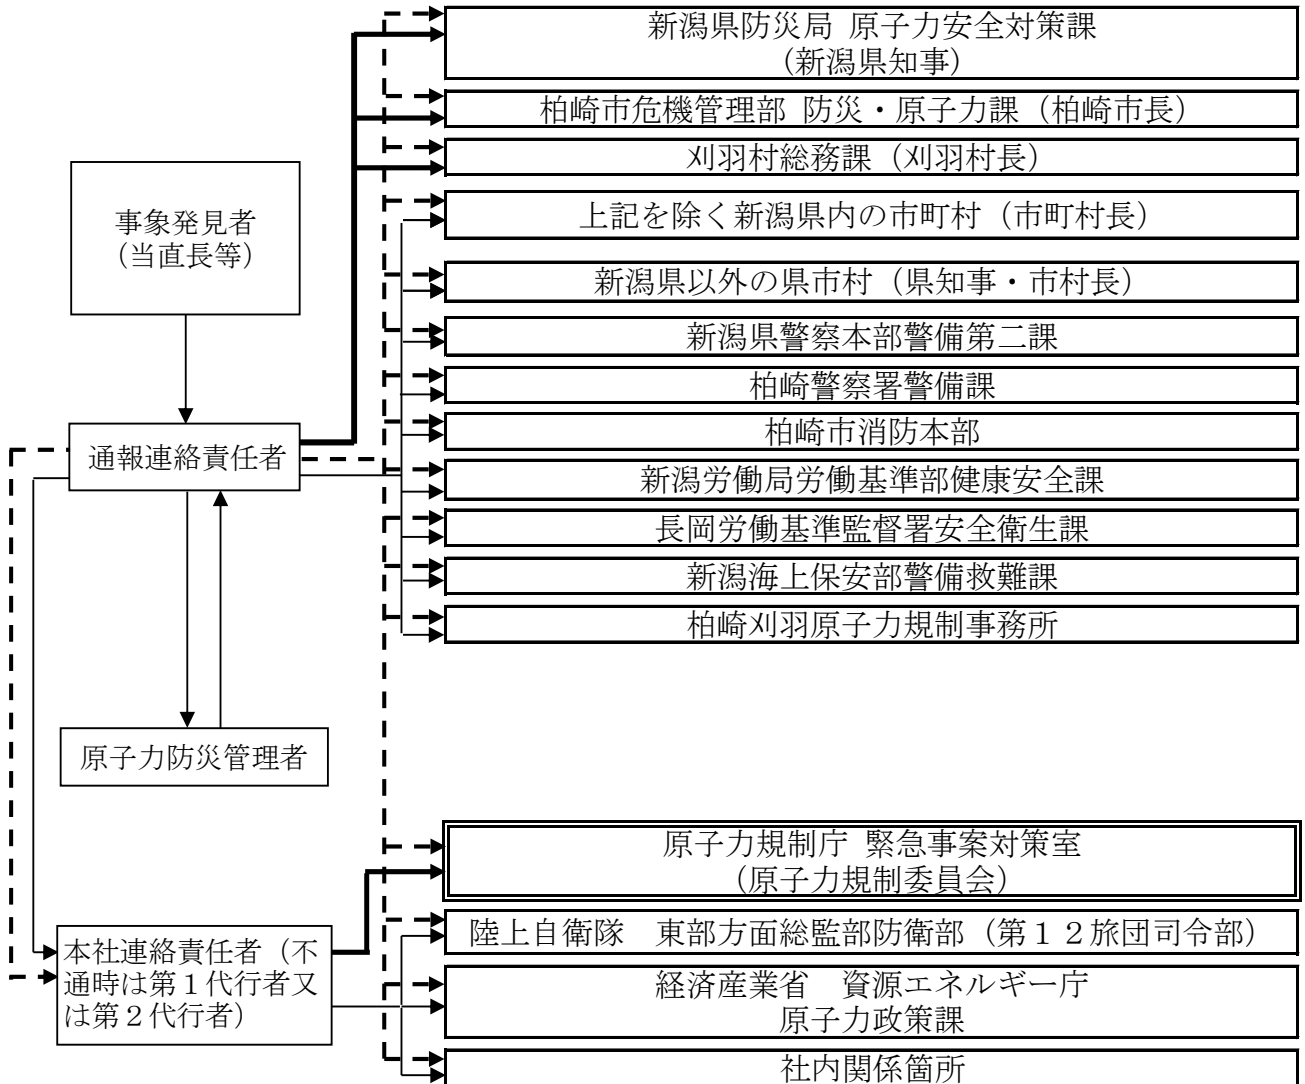 新潟県防災局 原子力安全対策課
（新潟県知事）
柏崎市危機管理部 防災・原子力課（柏崎市長）
刈羽村総務課（刈羽村長）
上記を除く新潟県内の市町村（市町村長）
新潟県以外の県市村（県知事・市村長）
新潟県警察本部警備第二課
柏崎警察署警備課
柏崎市消防本部
新潟労働局労働基準部健康安全課
長岡労働基準監督署安全衛生課
新潟海上保安部警備救難課
柏崎刈羽原子力規制事務所
事象発見者
（当直長等）
通報連絡責任者
原子力防災管理者
本社連絡責任者（不
通時は第１代行者又
は第２代行者）
原子力規制庁 緊急事案対策室
（原子力規制委員会）
陸上自衛隊　東部方面総監部防衛部（第１２旅団司令部）
経済産業省　資源エネルギー庁
原子力政策課
社内関係箇所